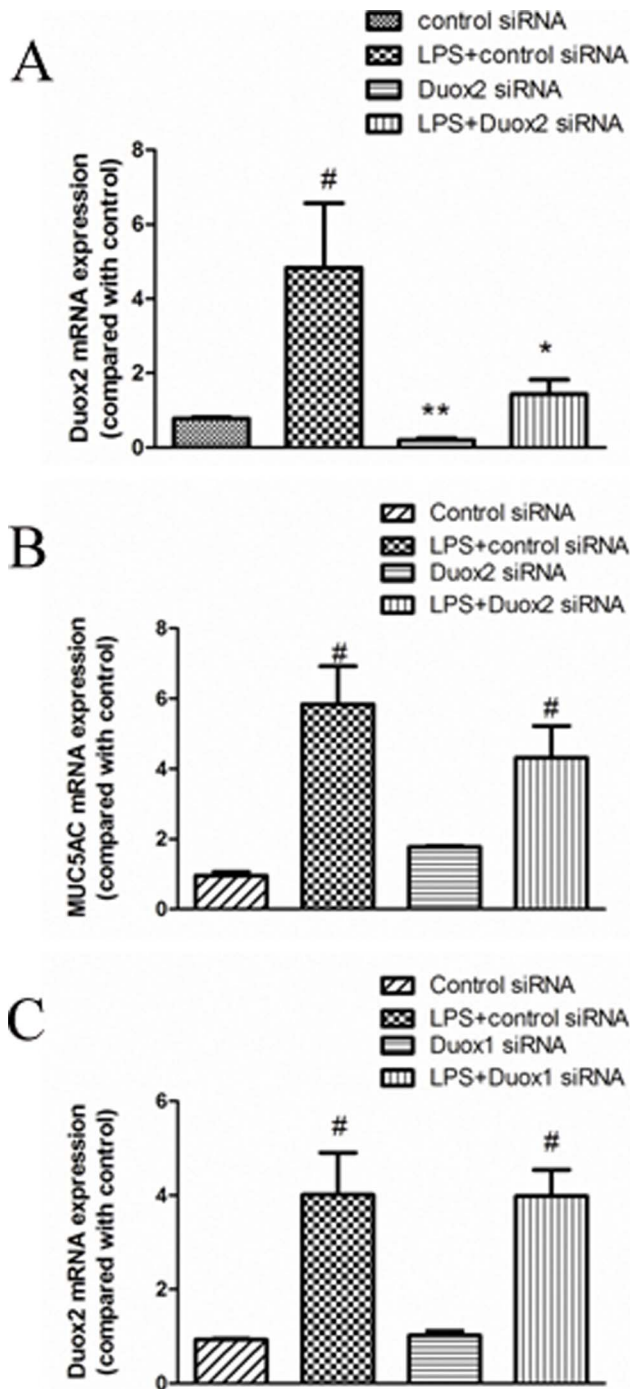 A
control siRNA
LPS+control siRNA
Duox2 siRNA
LPS+Duox2 siRNA
Duox2 mRNA expression
(compared with control)
8
6
4
2
0
#
**
*
B
Control siRNA
LPS+control siRNA
Duox2 siRNA
LPS+Duox2 siRNA
MUC5AC mRNA expression
(compared with control)
8
6
4
2
0
#
#
C
Control siRNA
LPS+control siRNA
Duox1 siRNA
LPS+Duox1 siRNA
Duox2 mRNA expression
(compared with control)
6
4
2
0
#
#